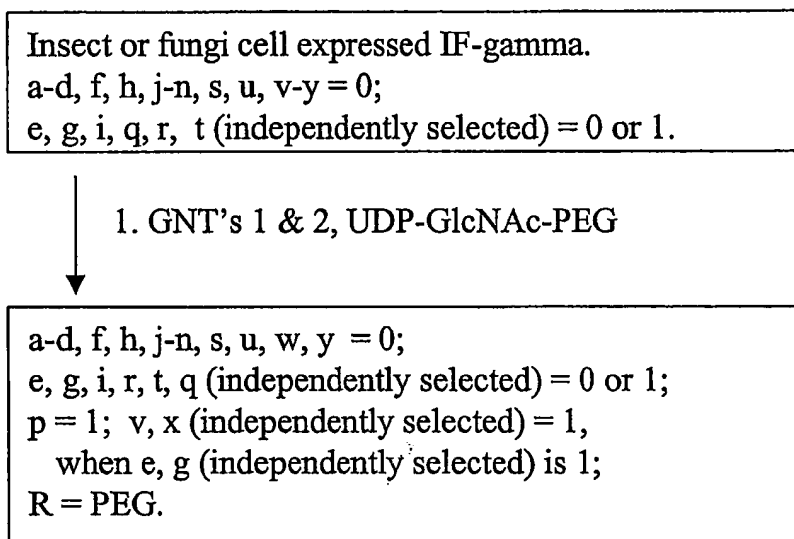 Insect or fungi cell expressed IF-gamma.
a-d, f, h, j-n, s, u, v-y = 0;
e, g, i, q, r, t (independently selected) = 0 or 1.
1. GNT's 1 & 2, UDP-GlcNAc-PEG
a-d, f, h, j-n, s, u, w, y = 0;
e, g, i, r, t, q (independently selected) = 0 or 1;
p = 1; v, x (independently selected) = 1,
when e, g (independently selected) is 1;
R = PEG.